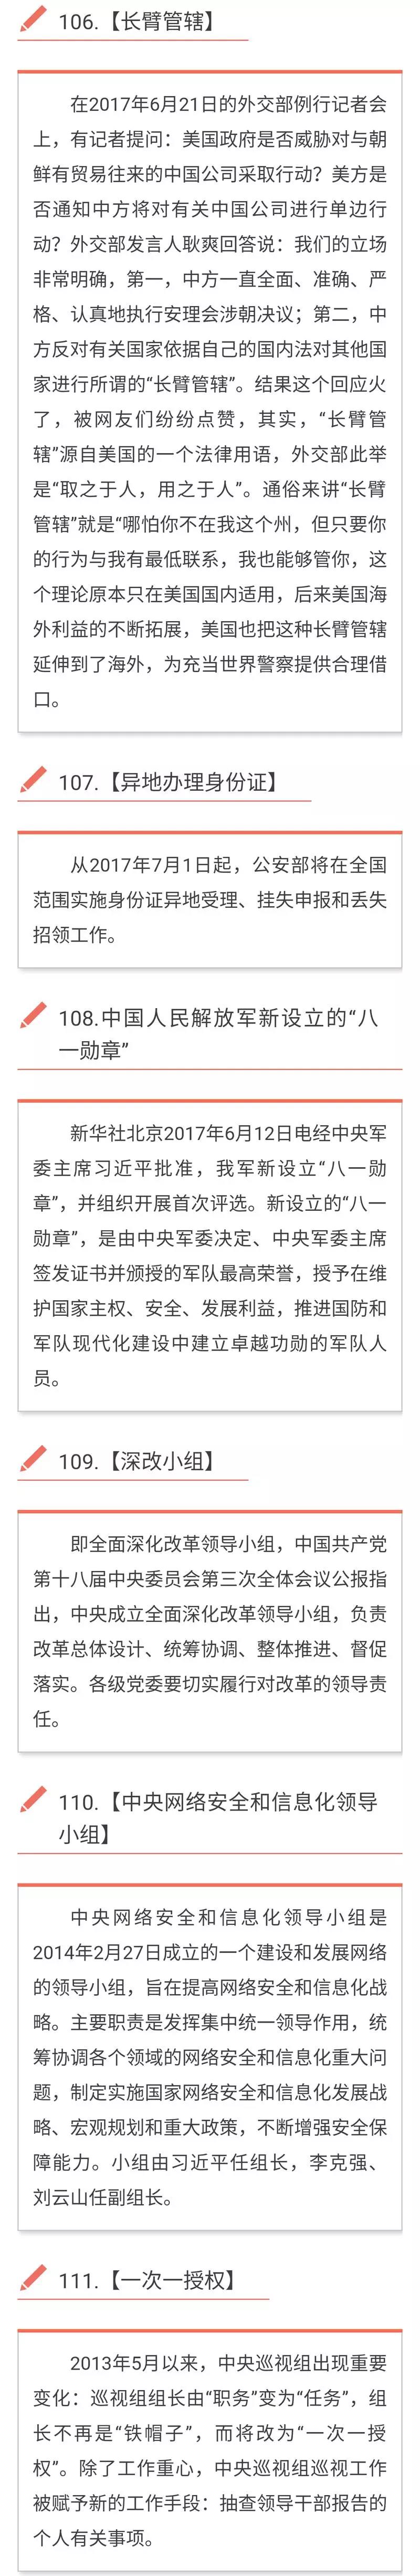 106.【长臂管辖】
在2017年6月21日的外交部例行记者会
上，有记者提问：美国政府是否威胁对与朝
鲜有贸易往来的中国公司采取行动？美方是
否通知中方将对有关中国公司进行单边行
动？外交部发言人耿爽回答说：我们的立场
非常明确，第一，中方一直全面、准确、严
格、认真地执行安理会涉朝决议；第二，中
方反对有关国家依据自己的国内法对其他国
家进行所谓的“长臂管辖”。结果这个回应火
了，被网友们纷纷点赞，其实，“长臂管
辖”源自美国的一个法律用语，外交部此举
是“取之于人，用之于人”。通俗来讲“长臂
管辖”就是“哪怕你不在我这个州，但只要你
的行为与我有最低联系，我也能够管你，这
个理论原本只在美国国内适用，后来美国海
外利益的不断拓展，美国也把这种长臂管辖
延伸到了海外，为充当世界警察提供合理借
口。
107.【异地办理身份证】
从2017年7月1日起，公安部将在全国
范围实施身份证异地受理、挂失申报和丢失
招领工作。
108.中国人民解放军新设立的“八
一勋章”
新华社北京2017年6月12日电经中央军
委主席习近平批准，我军新设立“八一勋
章”，并组织开展首次评选。新设立的“八一
勋章”，是由中央军委决定、中央军委主席
签发证书并颁授的军队最高荣誉，授予在维
护国家主权、安全、发展利益，推进国防和
军队现代化建设中建立卓越功勋的军队人
员。
109.【深改小组】
即全面深化改革领导小组，中国共产党
第十八届中央委员会第三次全体会议公报指
出，中央成立全面深化改革领导小组，负责
改革总体设计、统筹协调、整体推进、督促
落实。各级党委要切实履行对改革的领导责
任。
110.【中央网络安全和信息化领导
小组】
中央网络安全和信息化领导小组是
2014年2月27日成立的一个建设和发展网络
的领导小组，旨在提高网络安全和信息化战
略。主要职责是发挥集中统一领导作用，统
筹协调各个领域的网络安全和信息化重大问
题，制定实施国家网络安全和信息化发展战
略、宏观规划和重大政策，不断增强安全保
障能力。小组由习近平任组长，李克强、
刘云山任副组长。
111.【一次一授权】
2013年5月以来，中央巡视组出现重要
变化：巡视组组长由“职务”变为“任务”，组
长不再是“铁帽子”，而将改为“一次一授
权”。除了工作重心，中央巡视组巡视工作
被赋予新的工作手段：抽查领导干部报告的
个人有关事项。